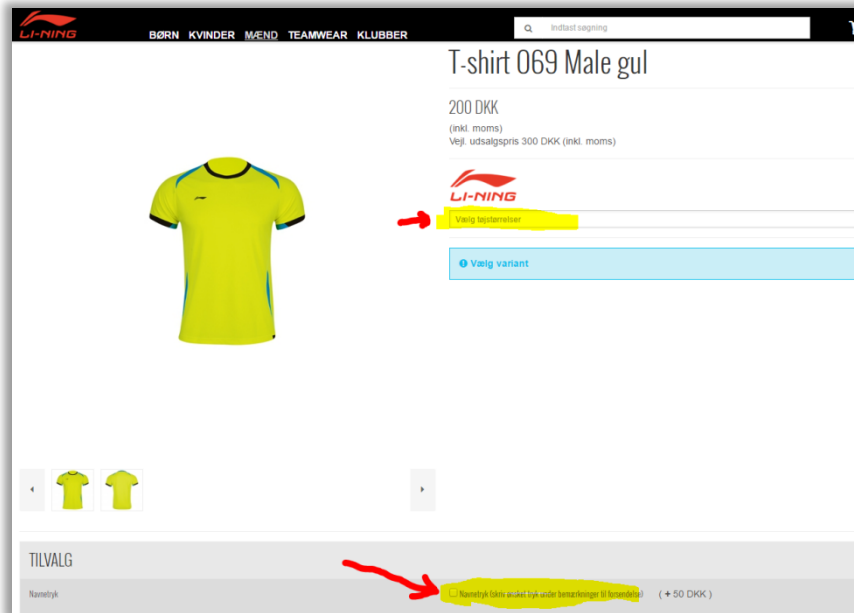 LI-NING
BØRN KVINDER MÆND TEAMWEAR KLUBBER
Indtast søgning
T-shirt 069 Male gul
200 DKK
(inkl. moms)
Vejl. udsalgspris 300 DKK (inkl. moms)
LI-NING
Vælg tøjstørrelser
Vælg variant
TILVALG
Navnetryk
Navnetryk (skriv ønsket tryk under bemærkninger til forsendelse) ( + 50 DKK )